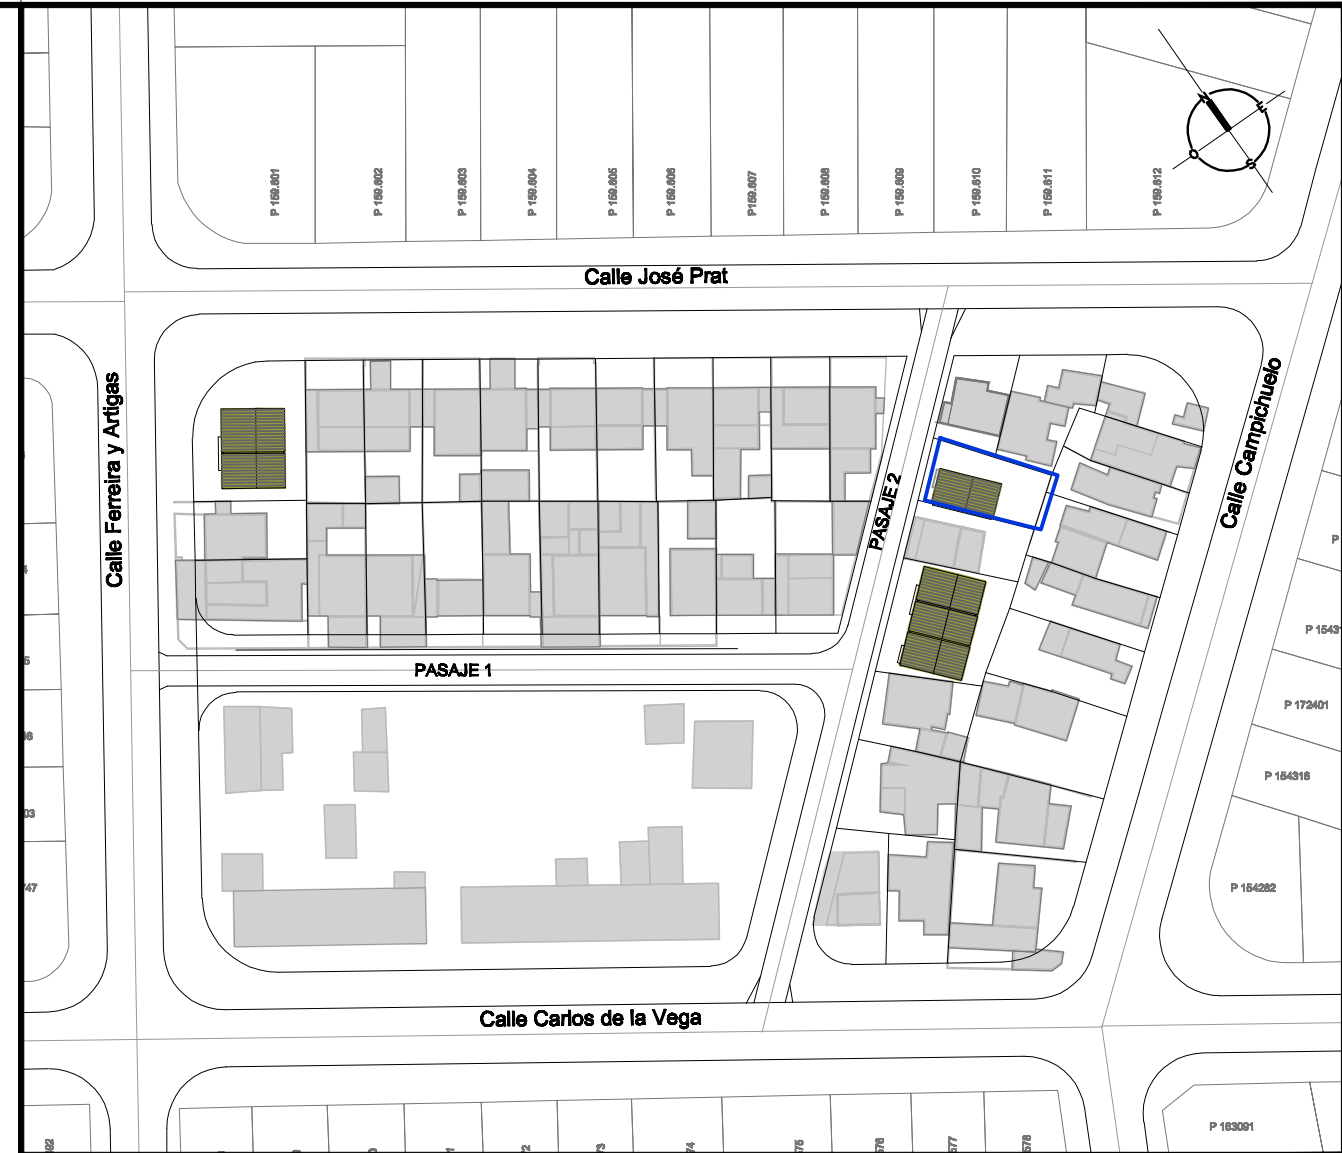 P 159.601
P 159.602
P 159.603
P 159.604
P 159.605
P 159.606
P 159.607
P 159.608
P 159.609
P 159.610
P 159.611
P 159.612
N
E
O
S
Calle José Prat
Calle Ferreira y Artigas
Calle Campichuelo
PASAJE 2
PASAJE 1
P
P 1543
P 172401
P 154316
P 154282
Calle Carlos de la Vega
P 163091